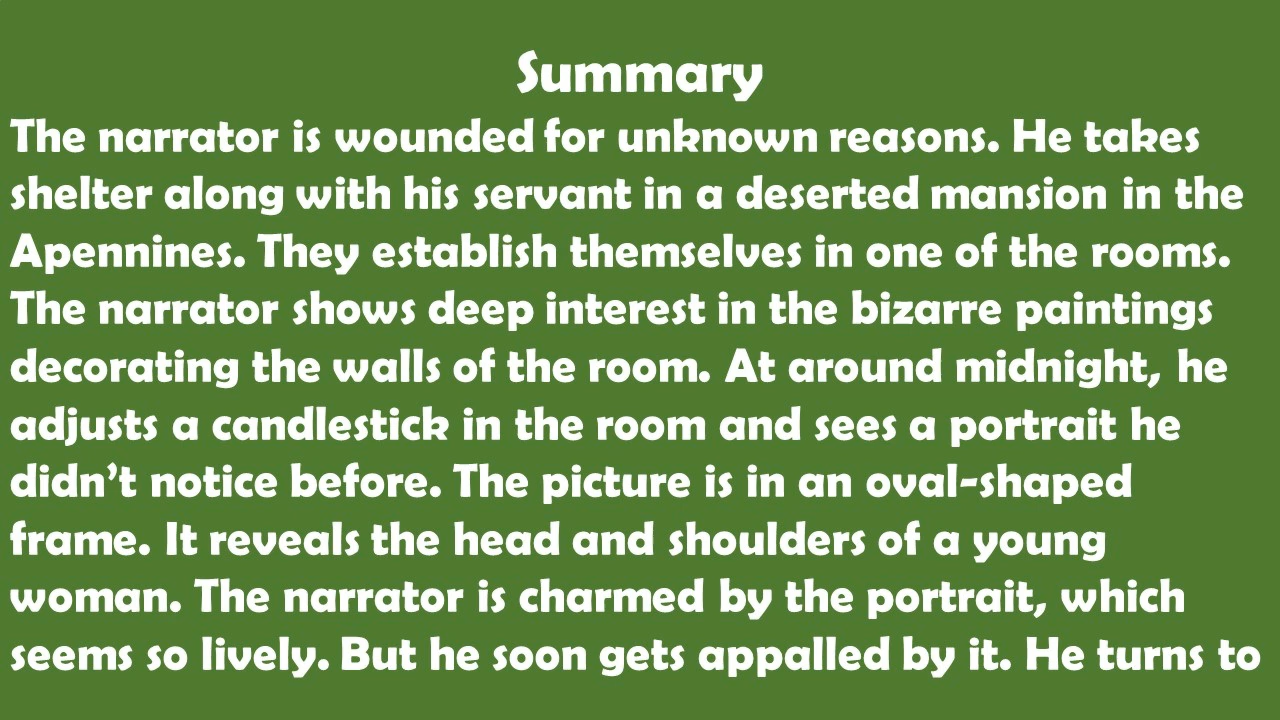 Summary
The narrator is wounded for unknown reasons. He takes
shelter along with his servant in a deserted mansion in the
Apennines. They establish themselves in one of the rooms.
The narrator shows deep interest in the bizarre paintings
decorating the walls of the room. At around midnight, he
adjusts a candlestick in the room and sees a portrait he
didn’t notice before. The picture is in an oval-shaped
frame. It reveals the head and shoulders of a young
woman. The narrator is charmed by the portrait, which
seems so lively. But he soon gets appalled by it. He turns to